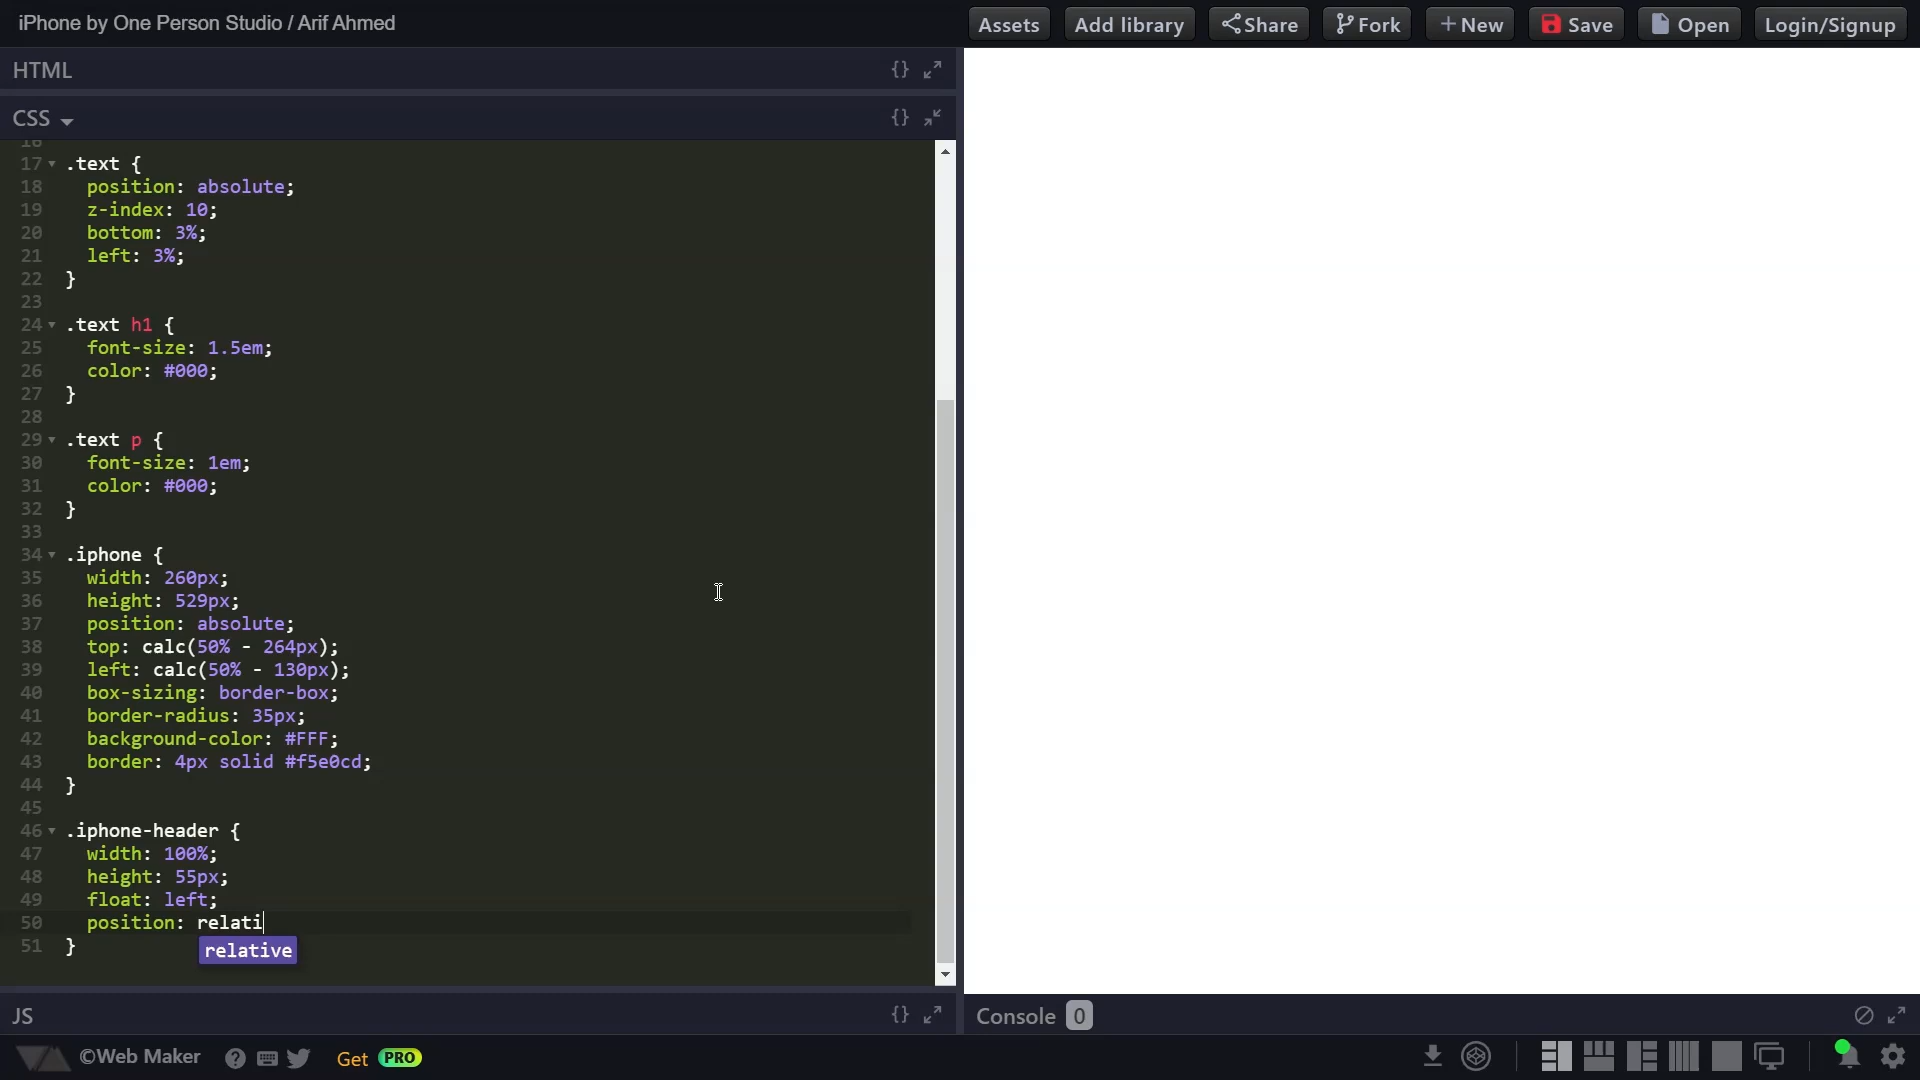 iPhone by One Person Studio / Arif Ahmed
Assets
Add library
Share
Fork
New
Save
Open
Login/Signup
HTML
{}
CSS
{}
16
17 .text {
18 position: absolute;
19 z-index: 10;
20 bottom: 3%;
21 left: 3%;
22 }
23
24 .text h1 {
25 font-size: 1.5em;
26 color: #000;
27 }
28
29 .text p {
30 font-size: 1em;
31 color: #000;
32 }
33
34 .iphone {
35 width: 260px;
36 height: 529px;
37 position: absolute;
38 top: calc(50% - 264px);
39 left: calc(50% - 130px);
40 box-sizing: border-box;
41 border-radius: 35px;
42 background-color: #FFF;
43 border: 4px solid #f5e0cd;
44 }
45
46 .iphone-header {
47 width: 100%;
48 height: 55px;
49 float: left;
50 position: relati
51 }
relative
JS
{}
Console 0
©Web Maker
?
Get PRO